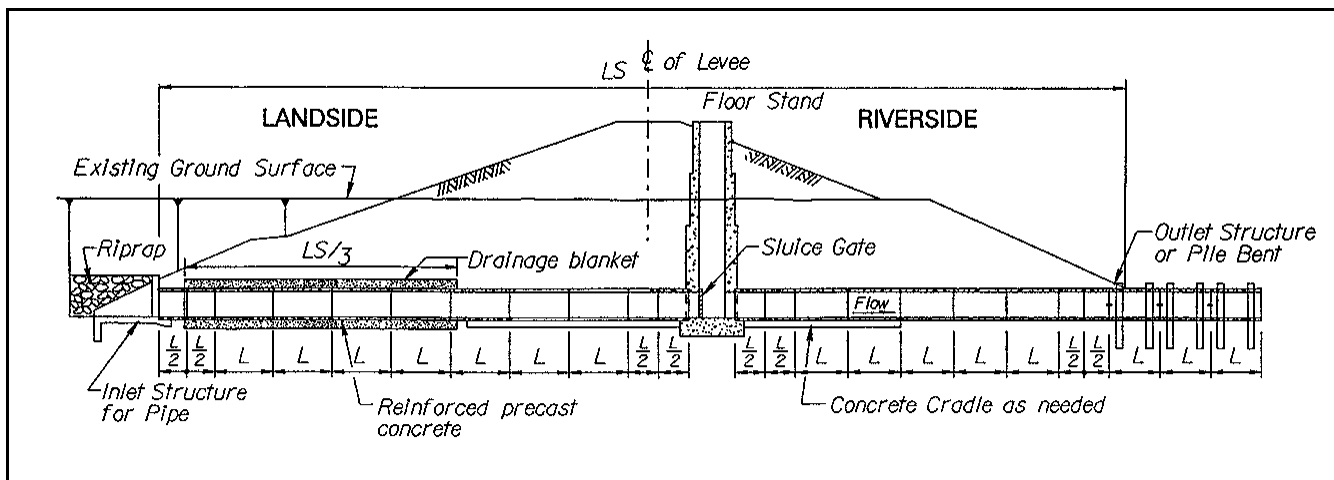 LS ℄ of Levee
Floor Stand
LANDSIDE
RIVERSIDE
Existing Ground Surface
Riprap
LS/3
Drainage blanket
Sluice Gate
Outlet Structure
or Pile Bent
Flow
L/2 L/2 L L L L L L L L/2 L/2 L/2 L/2 L L L L L L/2 L/2 L L L
Inlet Structure
for Pipe
Reinforced precast
concrete
Concrete Cradle as needed